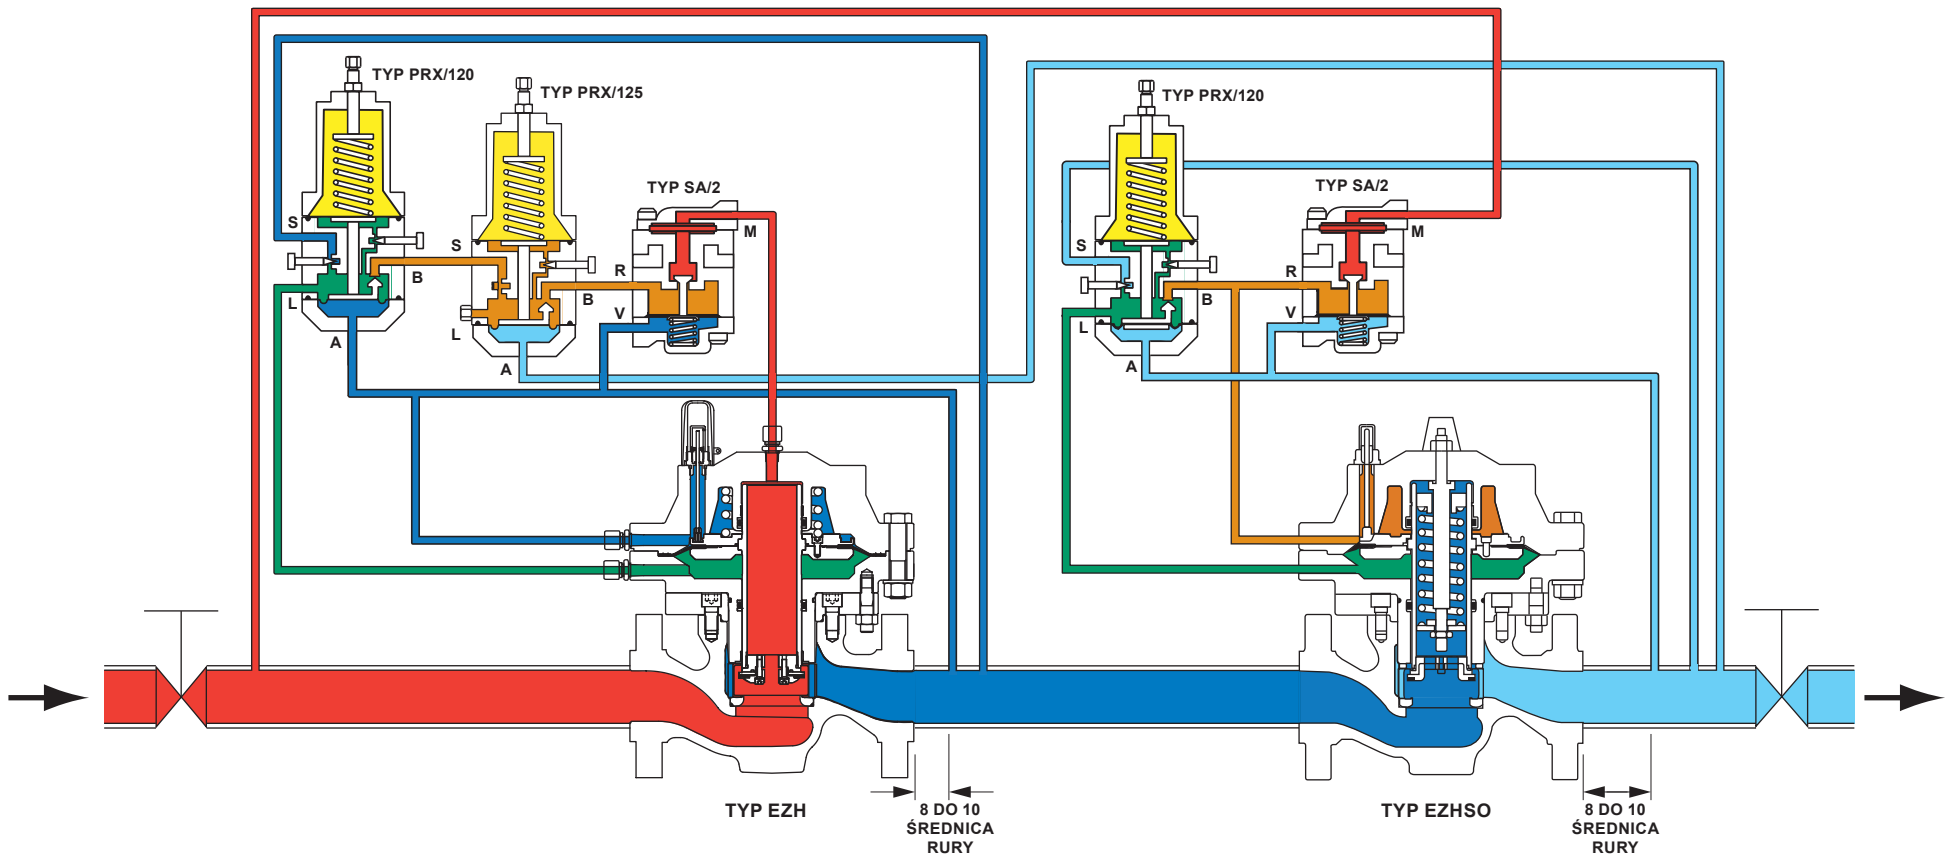 TYP PRX/120
TYP PRX/125
TYP SA/2
S
B
L
A
S
B
L
A
M
R
V
TYP PRX/120
TYP SA/2
S
B
L
A
M
R
V
TYP EZH
8 DO 10
ŚREDNICA
RURY
TYP EZHSO
8 DO 10
ŚREDNICA
RURY